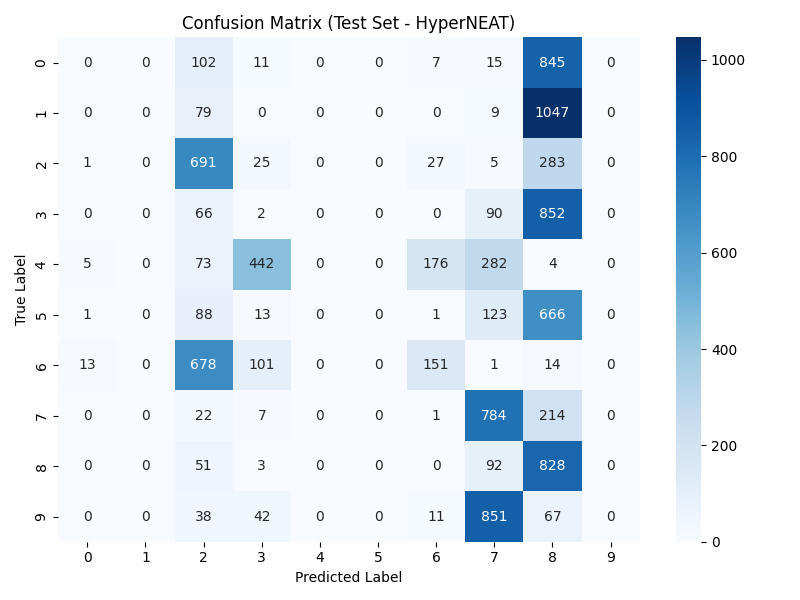 Confusion Matrix (Test Set - HyperNEAT)
0 0 0 102 11 0 0 7 15 845 0
1 0 0 79 0 0 0 0 9 1047 0
2 1 0 691 25 0 0 27 5 283 0
3 0 0 66 2 0 0 0 90 852 0
4 5 0 73 442 0 0 176 282 4 0
5 1 0 88 13 0 0 1 123 666 0
6 13 0 678 101 0 0 151 1 14 0
7 0 0 22 7 0 0 1 784 214 0
8 0 0 51 3 0 0 0 92 828 0
9 0 0 38 42 0 0 11 851 67 0
0 1 2 3 4 5 6 7 8 9
Predicted Label
True Label
1000
800
600
400
200
0